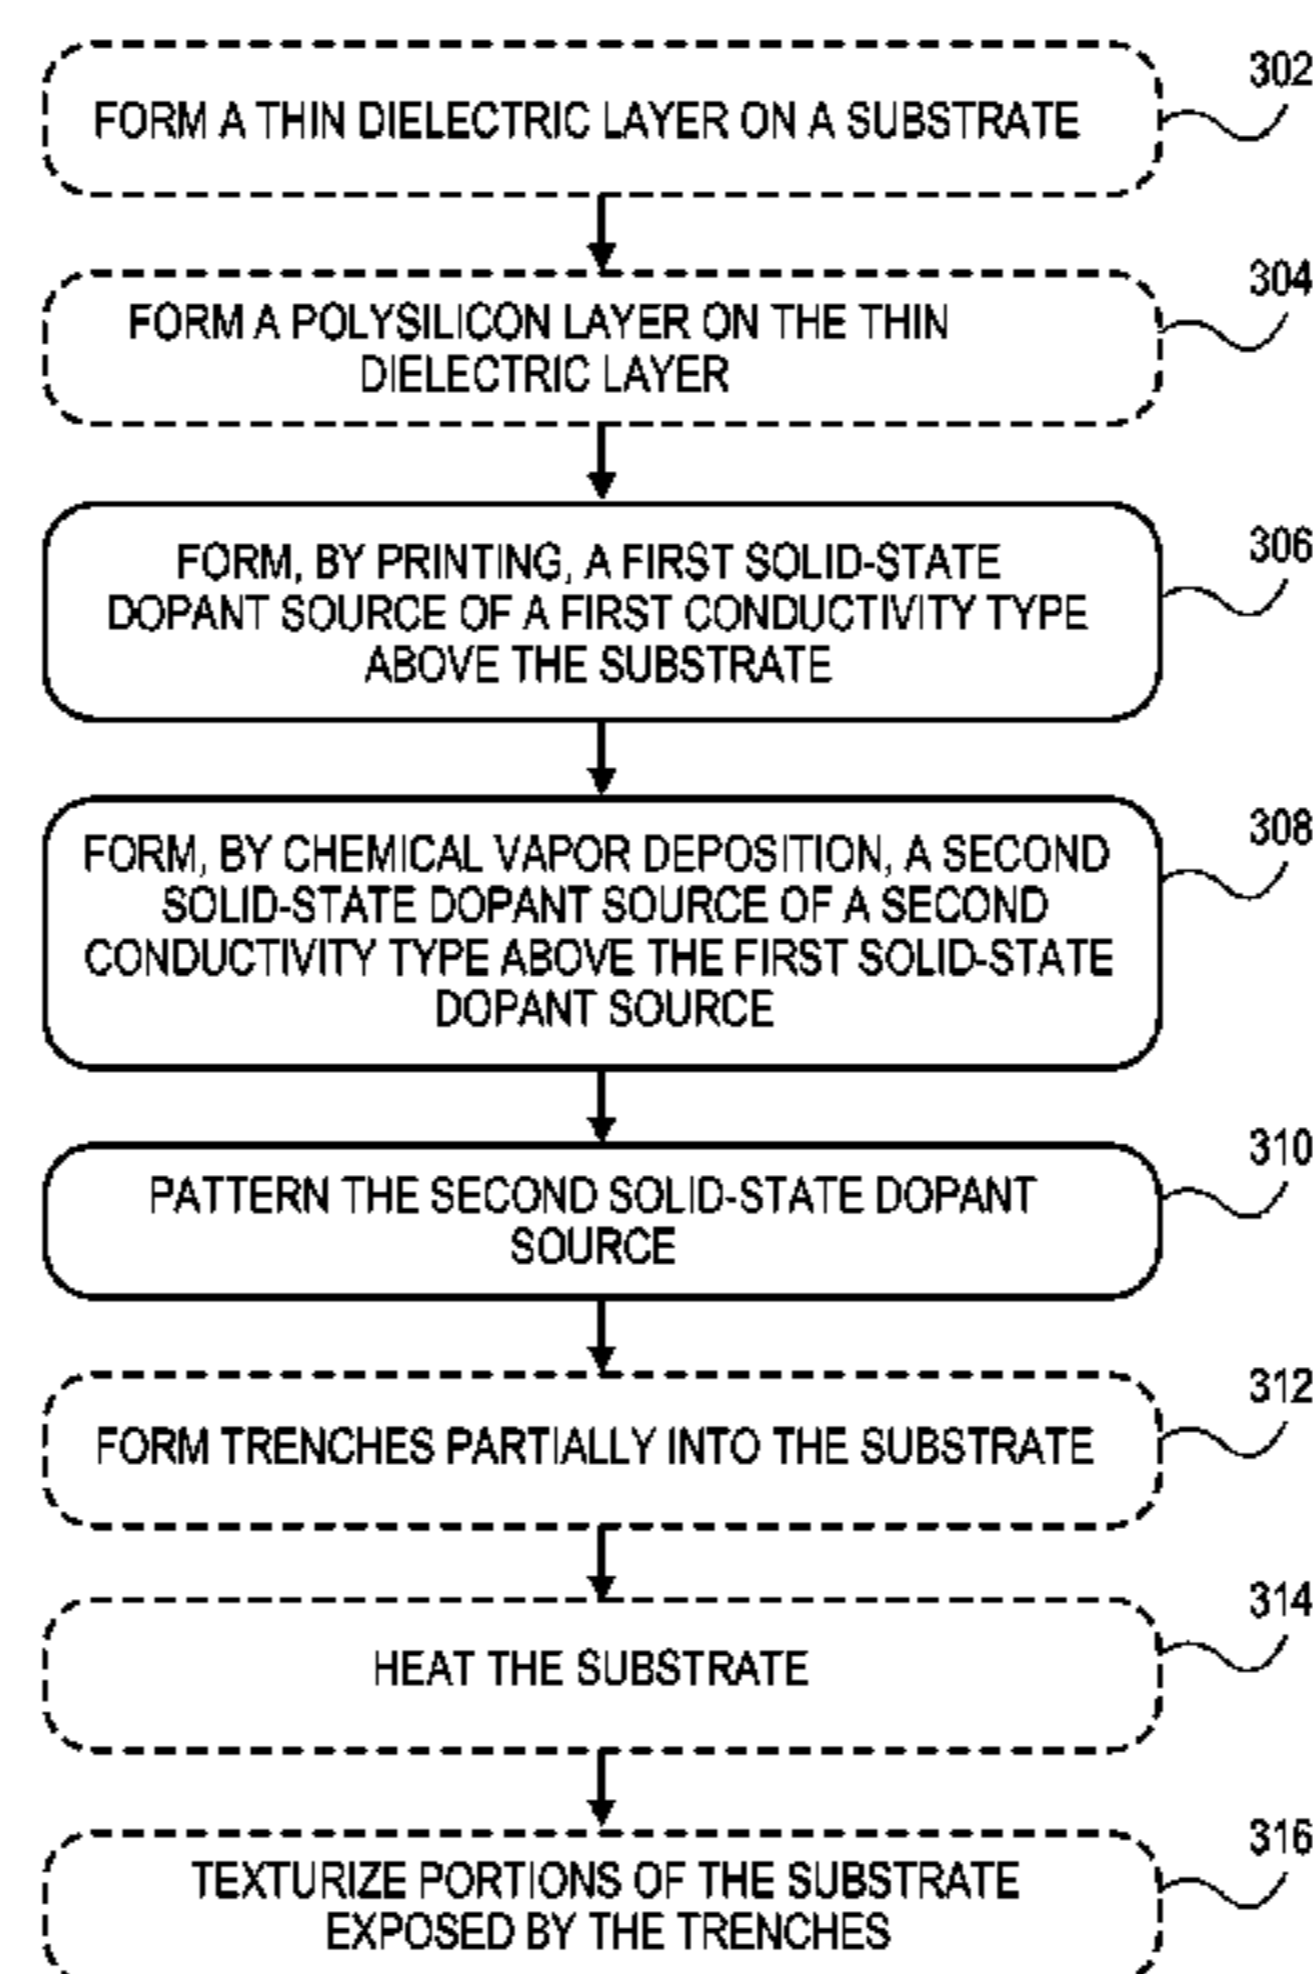 302
FORM A THIN DIELECTRIC LAYER ON A SUBSTRATE
304
FORM A POLYSILICON LAYER ON THE THIN
DIELECTRIC LAYER
306
FORM, BY PRINTING, A FIRST SOLID-STATE
DOPANT SOURCE OF A FIRST CONDUCTIVITY TYPE
ABOVE THE SUBSTRATE
308
FORM, BY CHEMICAL VAPOR DEPOSITION, A SECOND
SOLID-STATE DOPANT SOURCE OF A SECOND
CONDUCTIVITY TYPE ABOVE THE FIRST SOLID-STATE
DOPANT SOURCE
310
PATTERN THE SECOND SOLID-STATE DOPANT
SOURCE
312
FORM TRENCHES PARTIALLY INTO THE SUBSTRATE
314
HEAT THE SUBSTRATE
316
TEXTURIZE PORTIONS OF THE SUBSTRATE
EXPOSED BY THE TRENCHES